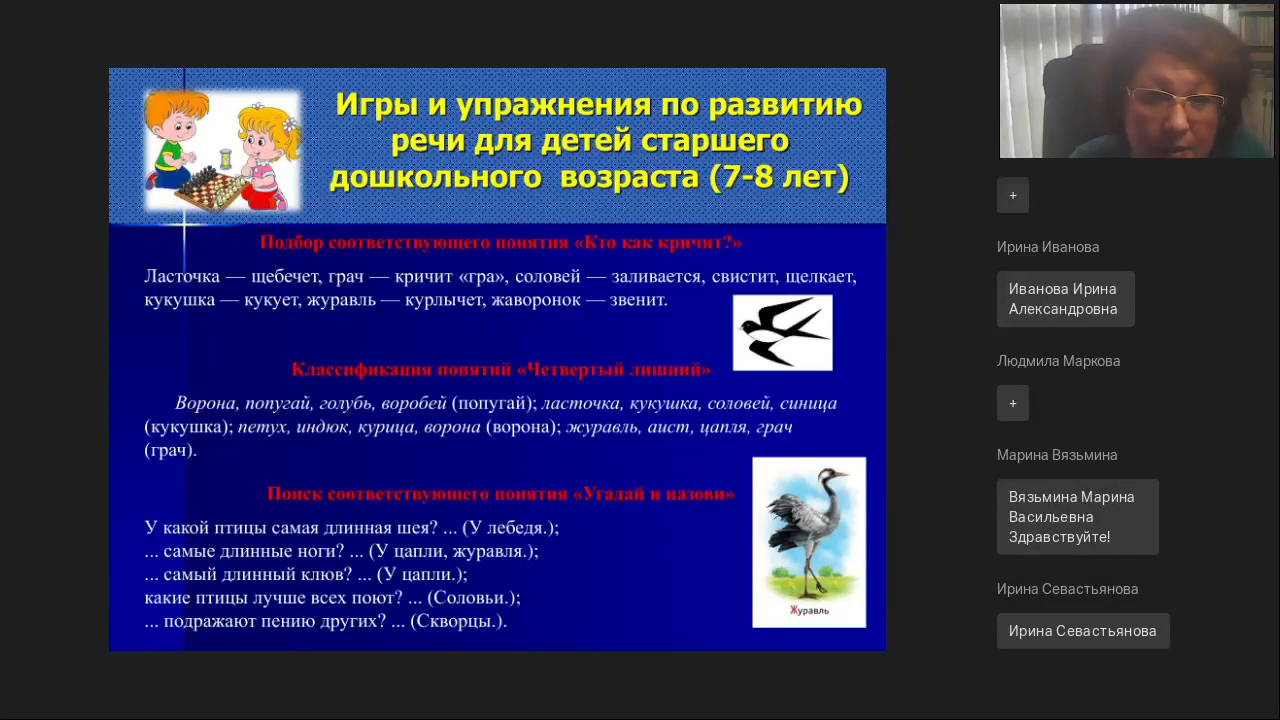 Игры и упражнения по развитию
речи для детей старшего
дошкольного возраста (7-8 лет)
Подбор соответствующего понятия «Кто как кричит?»
Ласточка — щебечет, грач — кричит «гра», соловей — заливается, свистит, щелкает,
кукушка — кукует, журавль — курлычет, жаворонок — звенит.
Классификация понятий «Четвертый лишний»
Ворона, попугай, голубь, воробей (попугай); ласточка, кукушка, соловей, синица
(кукушка); петух, индюк, курица, ворона (ворона); журавль, аист, цапля, грач
(грач).
Поиск соответствующего понятия «Угадай и назови»
У какой птицы самая длинная шея? ... (У лебедя.);
... самые длинные ноги? ... (У цапли, журавля.);
... самый длинный клюв? ... (У цапли.);
какие птицы лучше всех поют? ... (Соловьи.);
... подражают пению других? ... (Скворцы.).
Журавль
+
Ирина Иванова
Иванова Ирина
Александровна
Людмила Маркова
+
Марина Вязьмина
Вязьмина Марина
Васильевна
Здравствуйте!
Ирина Севастьянова
Ирина Севастьянова